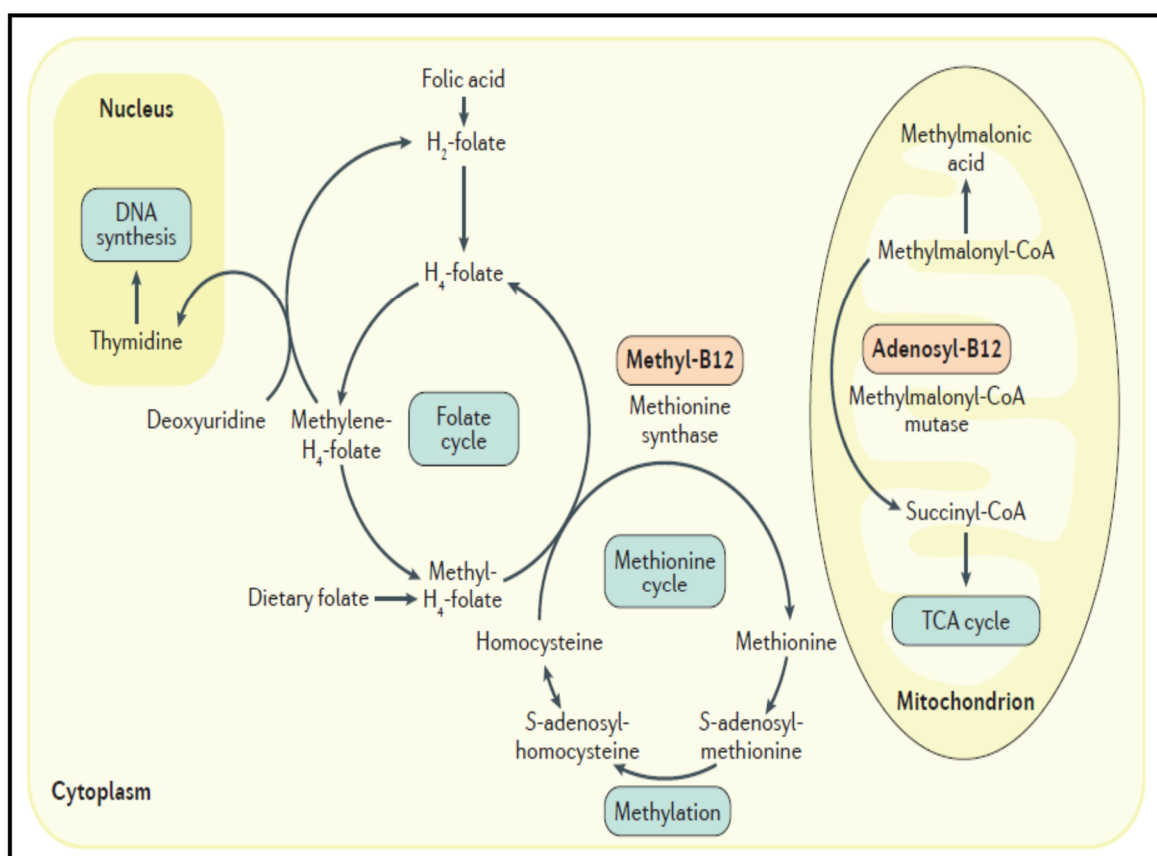 Nucleus
DNA
synthesis
Thymidine
Deoxyuridine
Folic acid
H₂-folate
H₄-folate
Methylene-
H₄-folate
Folate
cycle
Dietary folate
Methyl-
H₄-folate
Methyl-B12
Methionine
synthase
Methionine
cycle
Homocysteine
Methionine
S-adenosyl-
homocysteine
S-adenosyl-
methionine
Methylation
Cytoplasm
Methylmalonic
acid
Methylmalonyl-CoA
Adenosyl-B12
Methylmalonyl-CoA
mutase
Succinyl-CoA
TCA cycle
Mitochondrion